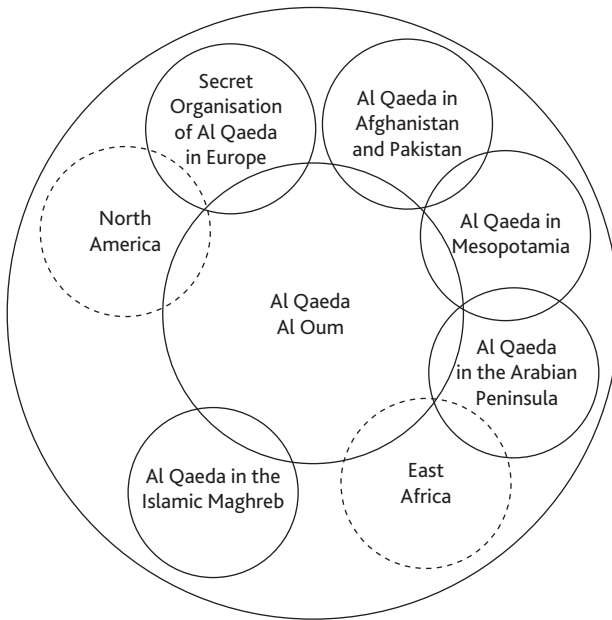 Secret
Organisation
of Al Qaeda
in Europe
Al Qaeda in
Afghanistan
and Pakistan
North
America
Al Qaeda in
Mesopotamia
Al Qaeda
Al Oum
Al Qaeda
in the Arabian
Peninsula
Al Qaeda in the
Islamic Maghreb
East
Africa